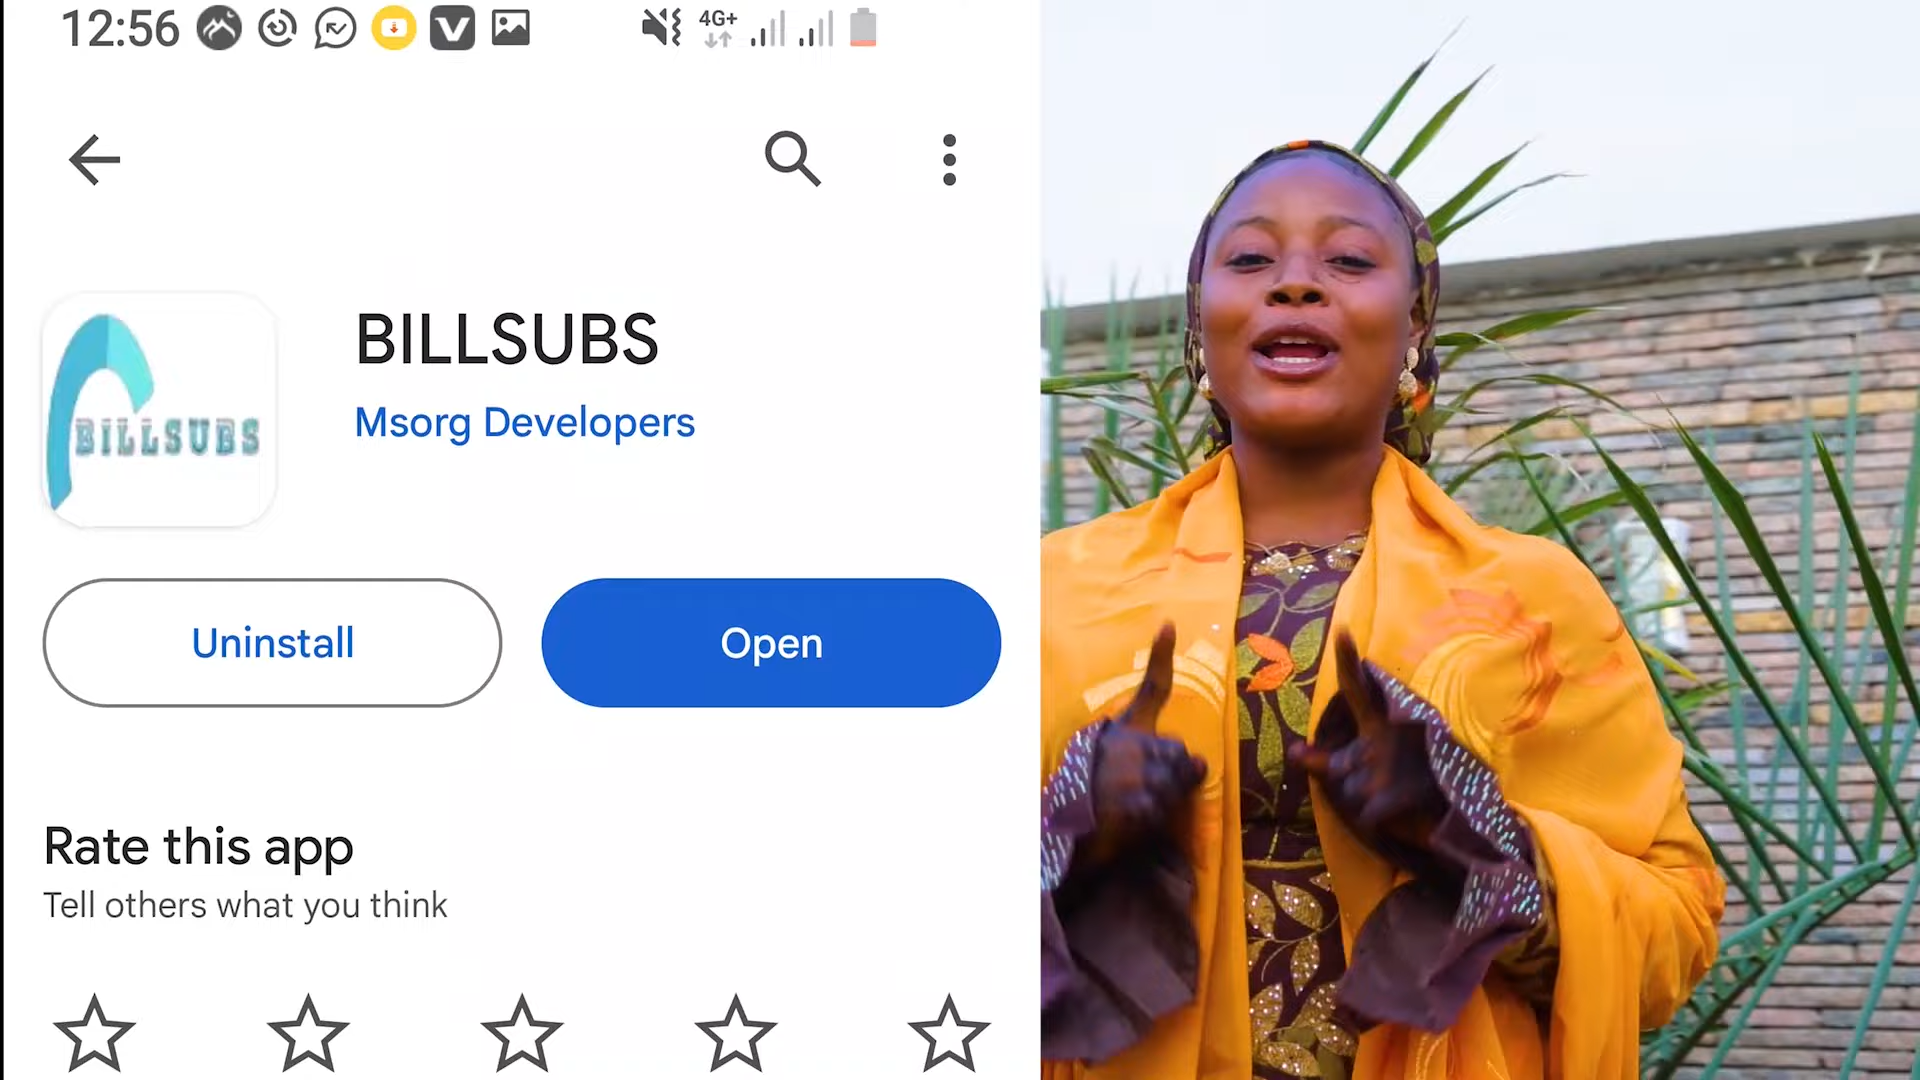 12:56
4G+
BILLSUBS
BILLSUBS
Msorg Developers
Uninstall
Open
Rate this app
Tell others what you think